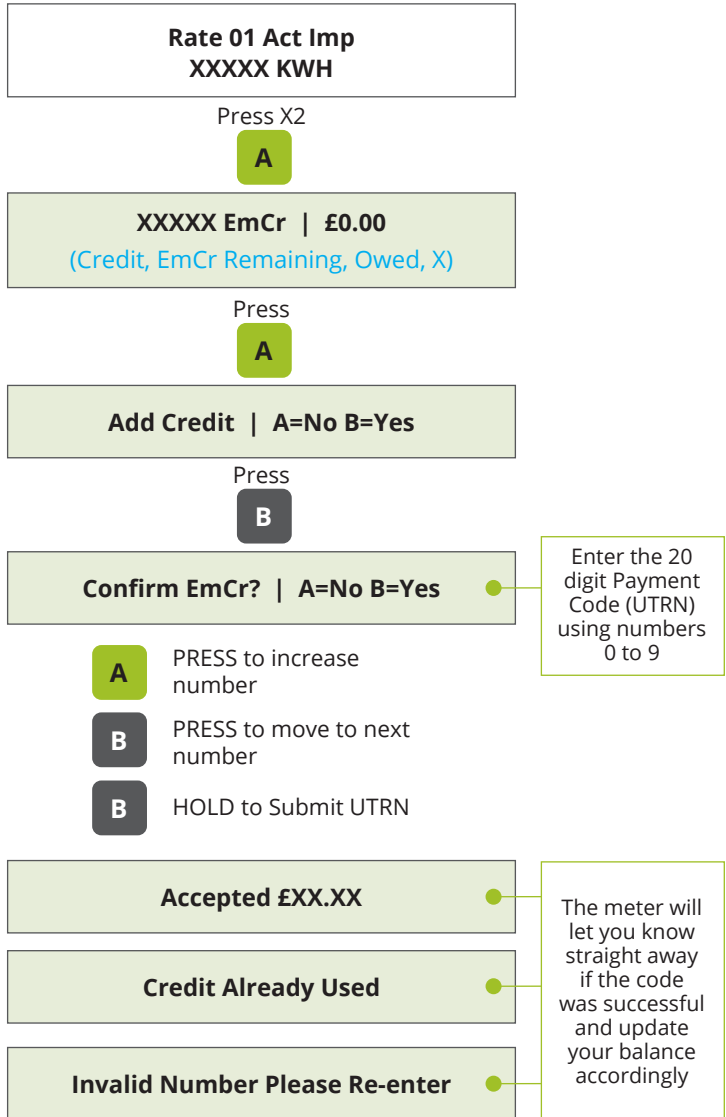 Rate 01 Act Imp
XXXXX KWH
Press X2
A
XXXXX EmCr | £0.00
(Credit, EmCr Remaining, Owed, X)
Press
A
Add Credit | A=No B=Yes
Press
B
Confirm EmCr? | A=No B=Yes
Enter the 20
digit Payment
Code (UTRN)
using numbers
0 to 9
A
PRESS to increase
number
B
PRESS to move to next
number
B
HOLD to Submit UTRN
Accepted £XX.XX
Credit Already Used
Invalid Number Please Re-enter
The meter will
let you know
straight away
if the code
was successful
and update
your balance
accordingly